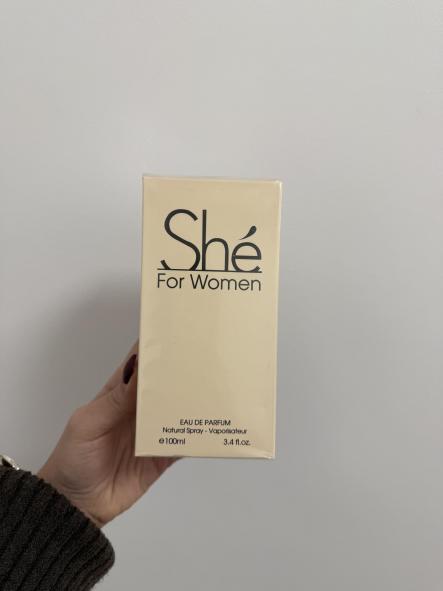 Shé
For Women
EAU DE PARFUM
Natural Spray - Vaporisateur
℮100ml 3.4 fl.oz.